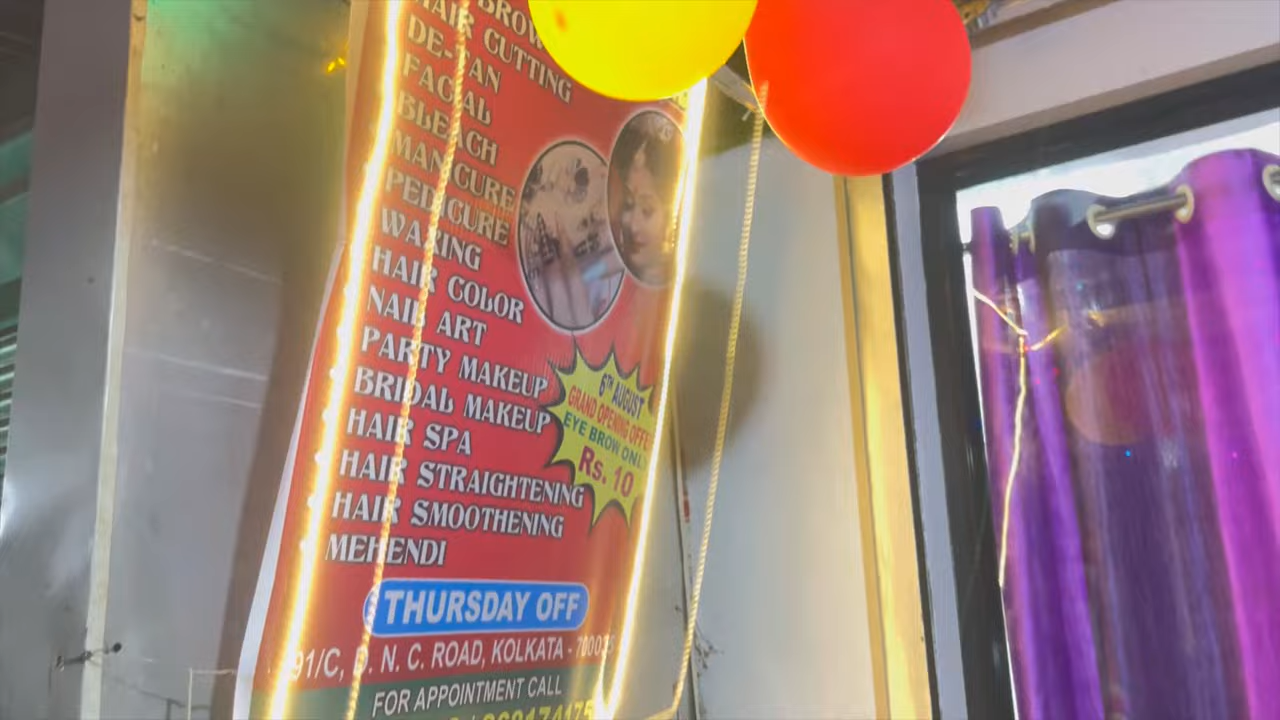 BROW
HAIR CUTTING
DE-TAN
FACIAL
BLEACH
MANICURE
PEDICURE
WAXING
HAIR COLOR
NAIL ART
PARTY MAKEUP
BRIDAL MAKEUP
HAIR SPA
HAIR STRAIGHTENING
HAIR SMOOTHENING
MEHENDI
6TH AUGUST
GRAND OPENING OFFE
EYE BROW ONLY
Rs. 10
THURSDAY OFF
91/C, D. N. C. ROAD, KOLKATA - 70003
FOR APPOINTMENT CALL